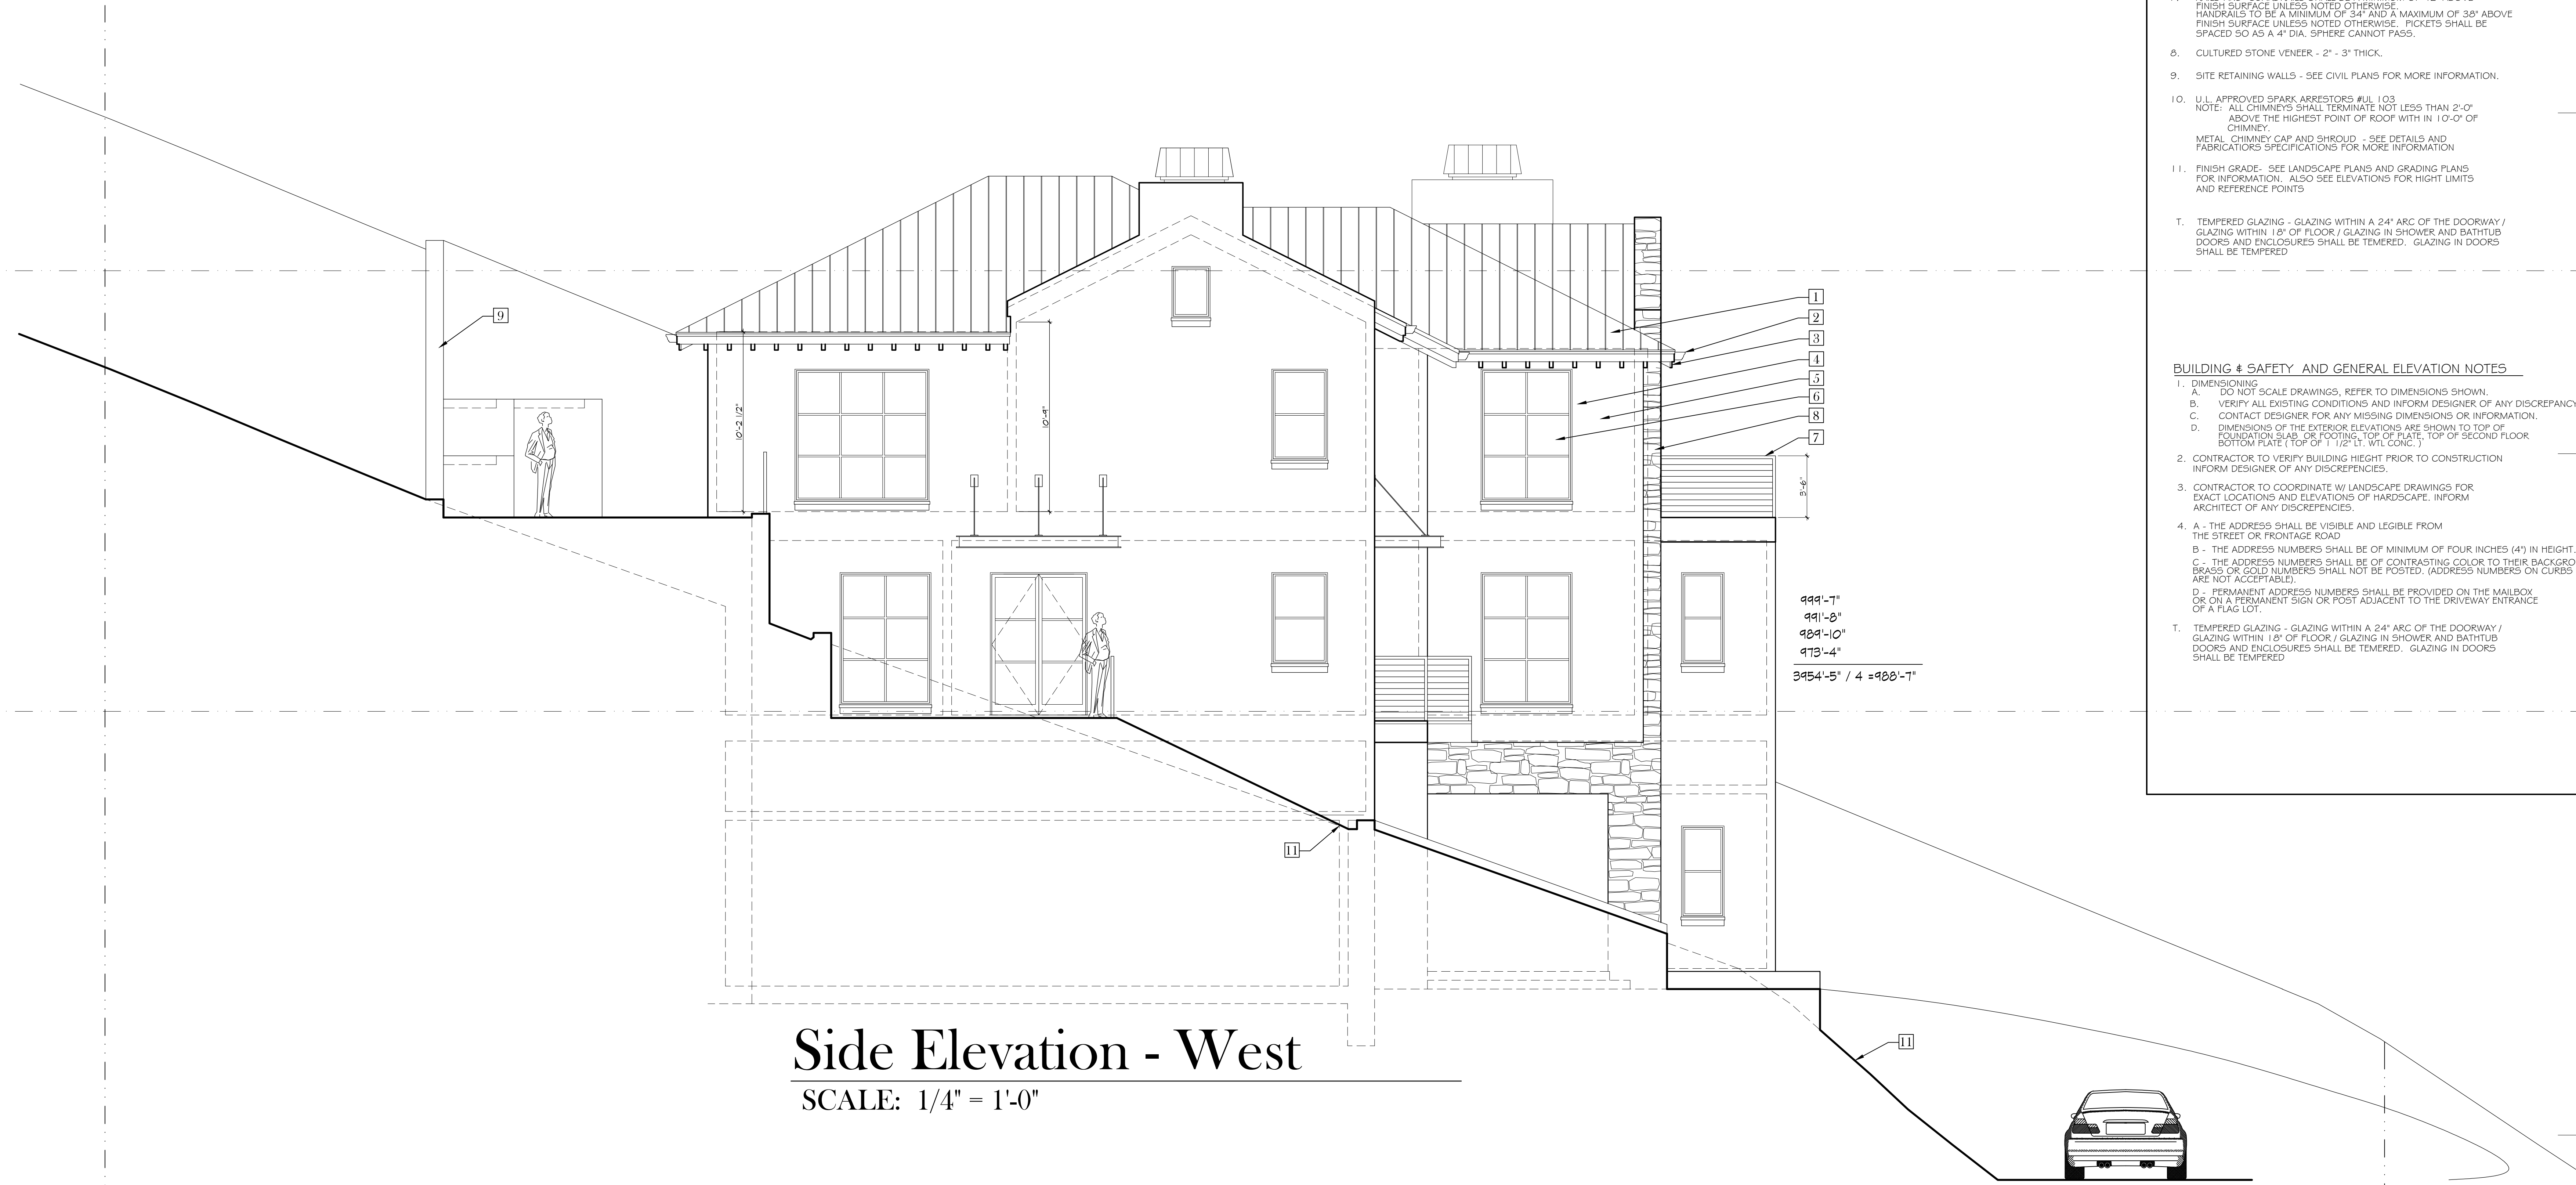 FINISH SURFACE UNLESS NOTED OTHERWISE.
HANDRAILS TO BE A MINIMUM OF 34" AND A MAXIMUM OF 38" ABOVE
FINISH SURFACE UNLESS NOTED OTHERWISE. PICKETS SHALL BE
SPACED SO AS A 4" DIA. SPHERE CANNOT PASS.
8. CULTURED STONE VENEER - 2" - 3" THICK.
9. SITE RETAINING WALLS - SEE CIVIL PLANS FOR MORE INFORMATION.
10. U.L. APPROVED SPARK ARRESTORS #UL 103
NOTE: ALL CHIMNEYS SHALL TERMINATE NOT LESS THAN 2'-0"
ABOVE THE HIGHEST POINT OF ROOF WITH IN 10'-0" OF
CHIMNEY.
METAL CHIMNEY CAP AND SHROUD - SEE DETAILS AND
FABRICATIORS SPECIFICATIONS FOR MORE INFORMATION
11. FINISH GRADE- SEE LANDSCAPE PLANS AND GRADING PLANS
FOR INFORMATION. ALSO SEE ELEVATIONS FOR HIGHT LIMITS
AND REFERENCE POINTS
T. TEMPERED GLAZING - GLAZING WITHIN A 24" ARC OF THE DOORWAY /
GLAZING WITHIN 18" OF FLOOR / GLAZING IN SHOWER AND BATHTUB
DOORS AND ENCLOSURES SHALL BE TEMERED. GLAZING IN DOORS
SHALL BE TEMPERED
BUILDING & SAFETY AND GENERAL ELEVATION NOTES
1. DIMENSIONING
A. DO NOT SCALE DRAWINGS, REFER TO DIMENSIONS SHOWN.
B. VERIFY ALL EXISTING CONDITIONS AND INFORM DESIGNER OF ANY DISCREPANCY
C. CONTACT DESIGNER FOR ANY MISSING DIMENSIONS OR INFORMATION.
D. DIMENSIONS OF THE EXTERIOR ELEVATIONS ARE SHOWN TO TOP OF
FOUNDATION SLAB OR FOOTING, TOP OF PLATE, TOP OF SECOND FLOOR
BOTTOM PLATE ( TOP OF 1 1/2" LT. WTL CONC. )
2. CONTRACTOR TO VERIFY BUILDING HIEGHT PRIOR TO CONSTRUCTION
INFORM DESIGNER OF ANY DISCREPENCIES.
3. CONTRACTOR TO COORDINATE W/ LANDSCAPE DRAWINGS FOR
EXACT LOCATIONS AND ELEVATIONS OF HARDSCAPE. INFORM
ARCHITECT OF ANY DISCREPENCIES.
4. A - THE ADDRESS SHALL BE VISIBLE AND LEGIBLE FROM
THE STREET OR FRONTAGE ROAD
B - THE ADDRESS NUMBERS SHALL BE OF MINIMUM OF FOUR INCHES (4") IN HEIGHT.
C - THE ADDRESS NUMBERS SHALL BE OF CONTRASTING COLOR TO THEIR BACKGRO
BRASS OR GOLD NUMBERS SHALL NOT BE POSTED. (ADDRESS NUMBERS ON CURBS
ARE NOT ACCEPTABLE).
D - PERMANENT ADDRESS NUMBERS SHALL BE PROVIDED ON THE MAILBOX
OR ON A PERMANENT SIGN OR POST ADJACENT TO THE DRIVEWAY ENTRANCE
OF A FLAG LOT.
T. TEMPERED GLAZING - GLAZING WITHIN A 24" ARC OF THE DOORWAY /
GLAZING WITHIN 18" OF FLOOR / GLAZING IN SHOWER AND BATHTUB
DOORS AND ENCLOSURES SHALL BE TEMERED. GLAZING IN DOORS
SHALL BE TEMPERED
9
1
2
3
4
5
6
8
7
10'-2 1/2"
10'-9"
3'-6"
999'-7"
991'-8"
989'-10"
973'-4"
3954'-5" / 4 =988'-7"
11
11
Side Elevation - West
SCALE: 1/4" = 1'-0"